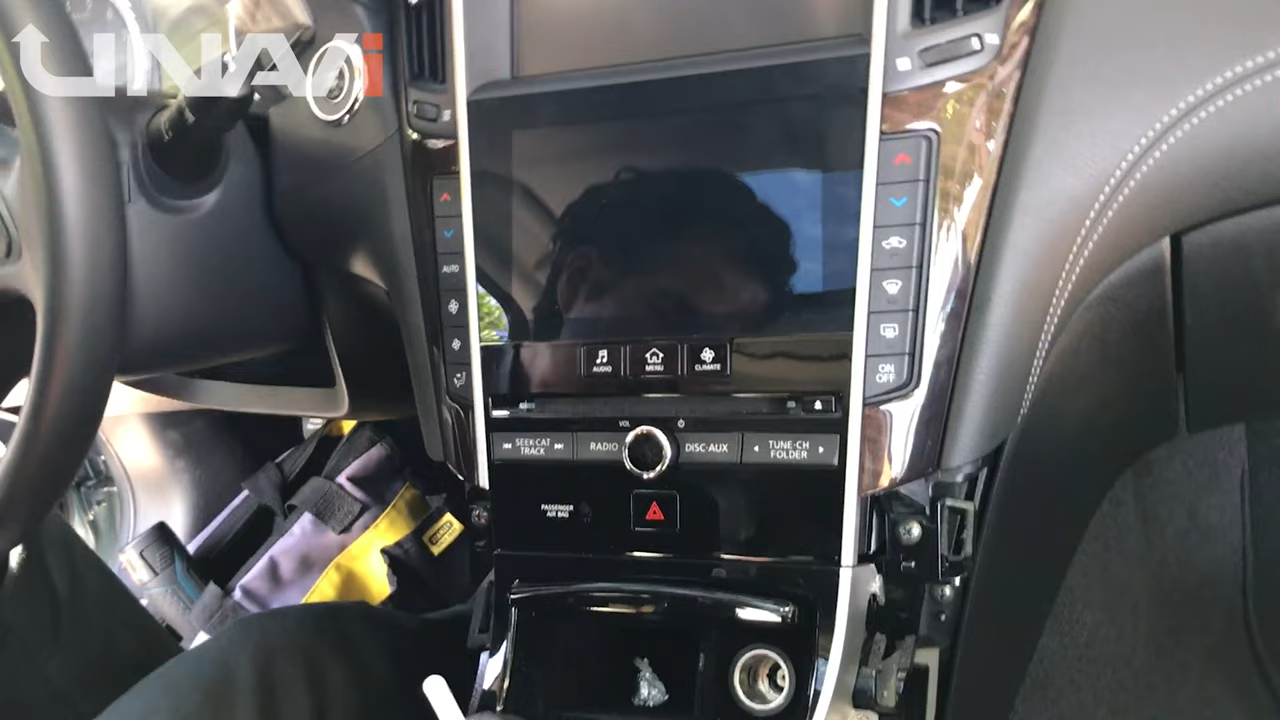 UNAVi
AUTO
AUDIO
MENU
CLIMATE
ON
OFF
VOL
SEEK·CAT
TRACK
RADIO
DISC·AUX
TUNE·CH
FOLDER
PASSENGER
AIR BAG
STANLEY